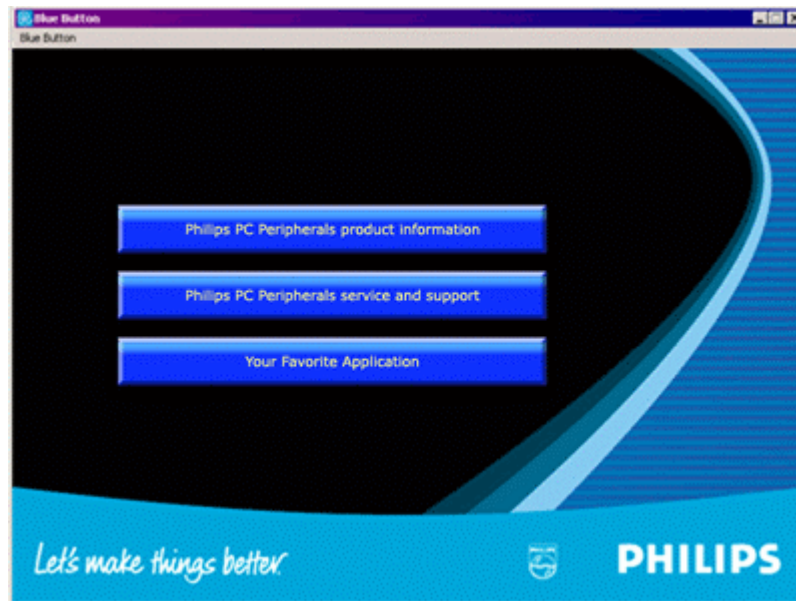 Blue Button
Blue Button
Philips PC Peripherals product information
Philips PC Peripherals service and support
Your Favorite Application
Let's make things better.
PHILIPS
PHILIPS